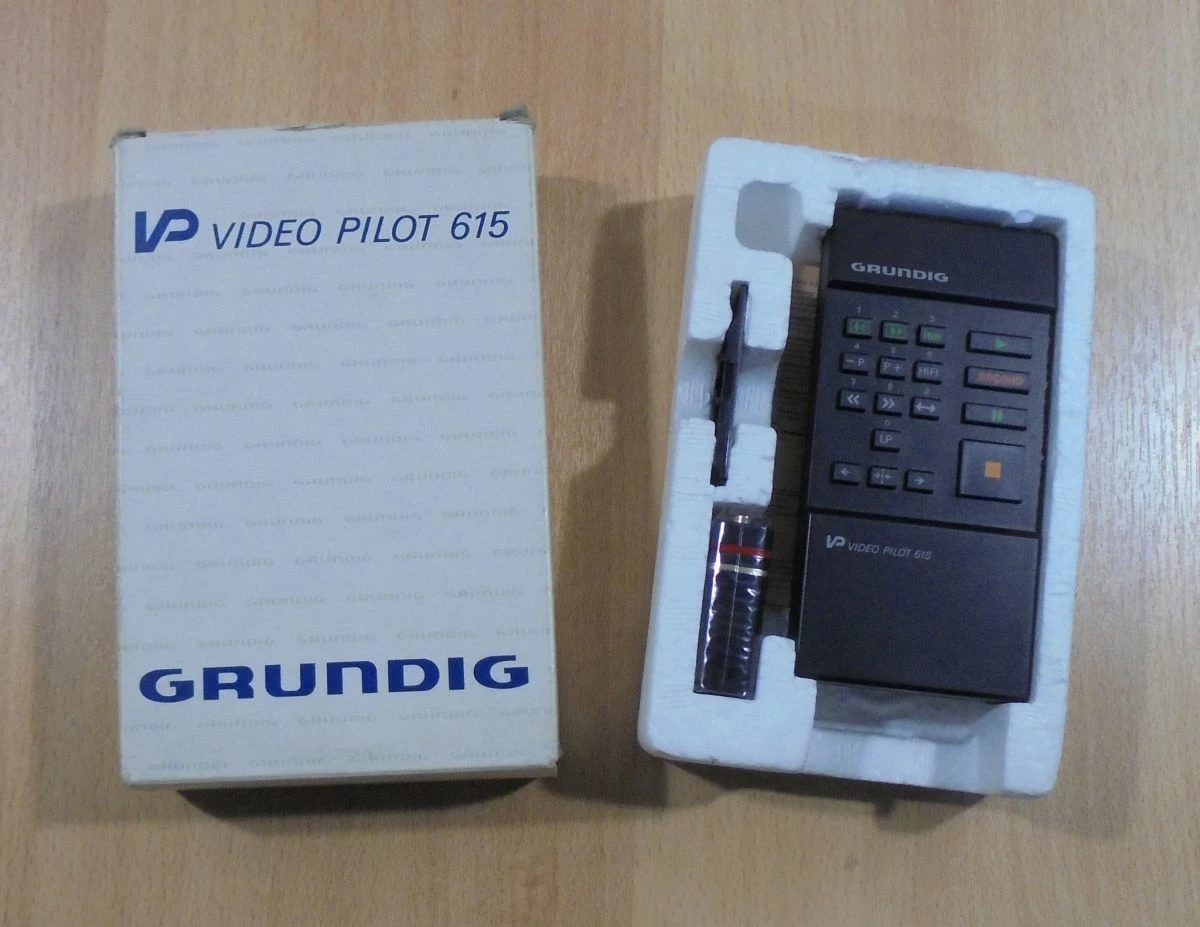 VP VIDEO PILOT 615
GRUNDIG
GRUNDIG
1 2 3
4 5 6
-P P+ HIFI
RECORD
7 8 9
0
LP
VP VIDEO PILOT 615